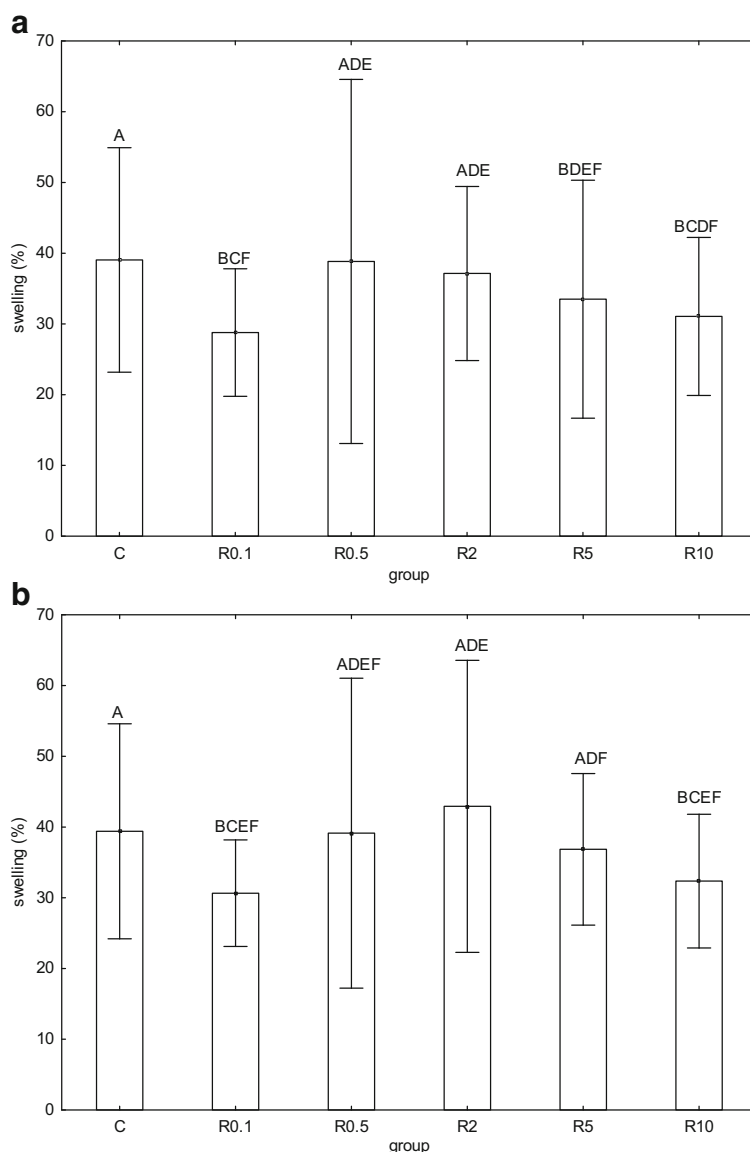 a
70
60
50
40
30
20
10
0
swelling (%)
A
BCF
ADE
ADE
BDEF
BCDF
C R0.1 R0.5 R2 R5 R10
group
b
70
60
50
40
30
20
10
0
swelling (%)
A
BCEF
ADEF
ADE
ADF
BCEF
C R0.1 R0.5 R2 R5 R10
group